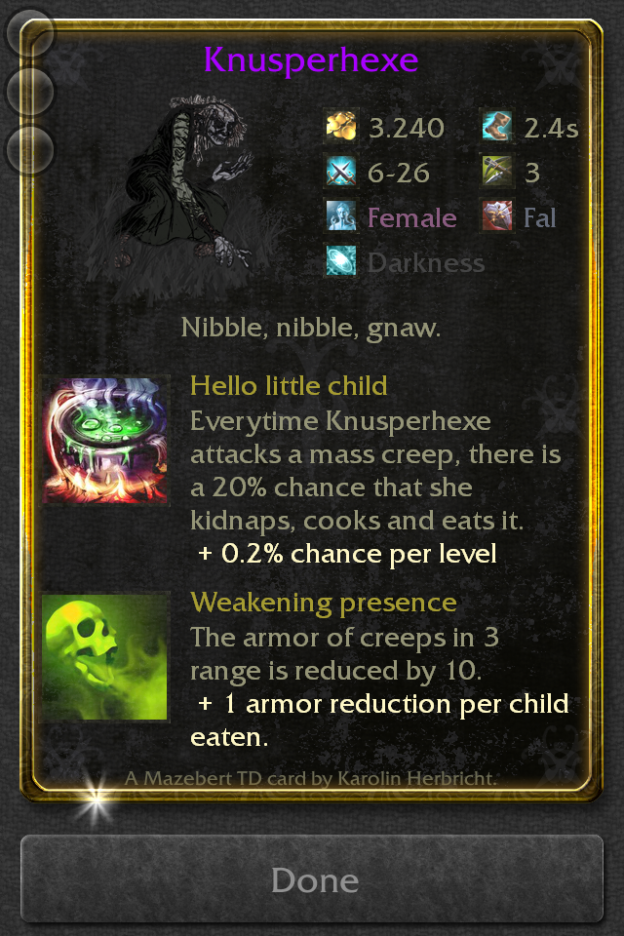 Knusperhexe
3.240 2.4s
6-26 3
Female Fal
Darkness
Nibble, nibble, gnaw.
Hello little child
Everytime Knusperhexe
attacks a mass creep, there is
a 20% chance that she
kidnaps, cooks and eats it.
+ 0.2% chance per level
Weakening presence
The armor of creeps in 3
range is reduced by 10.
+ 1 armor reduction per child
eaten.
A Mazebert TD card by Karolin Herbricht.
Done